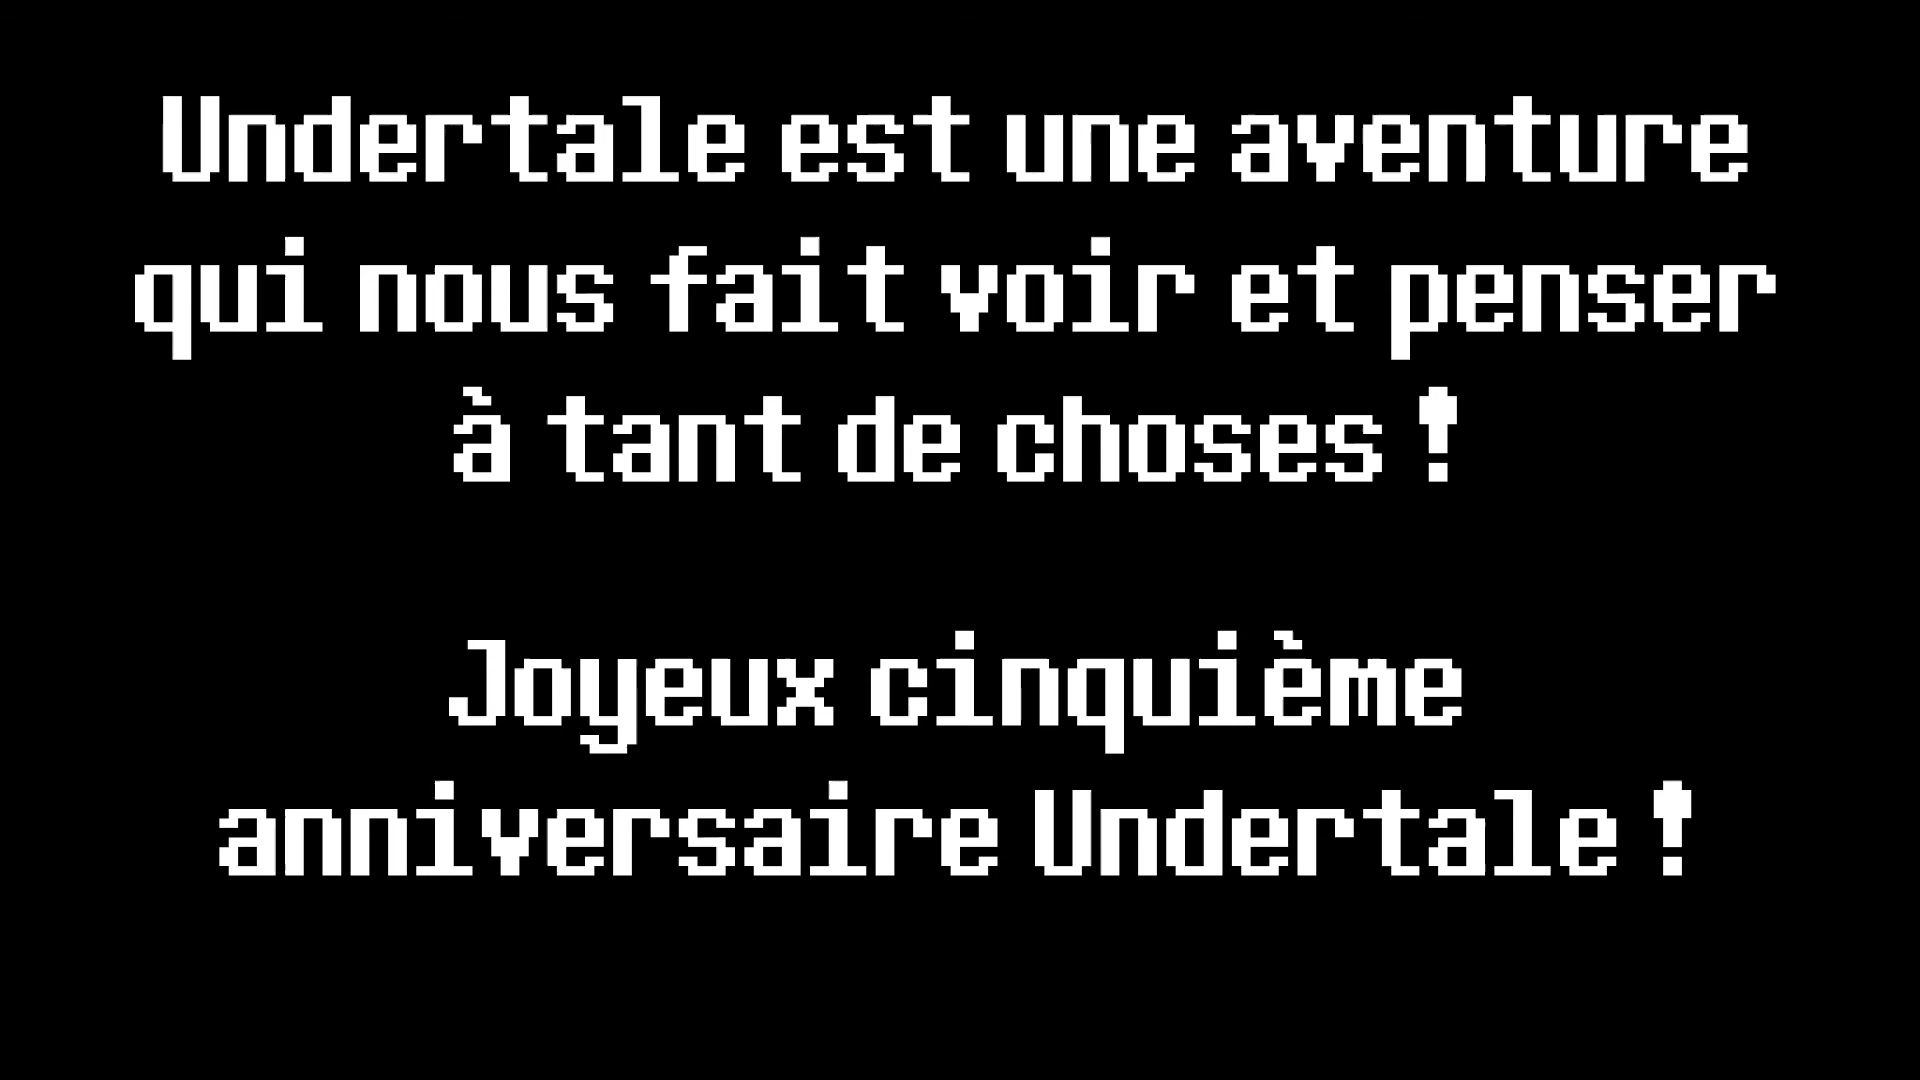 Undertale est une aventure
qui nous fait voir et penser
à tant de choses !
Joyeux cinquième
anniversaire Undertale !